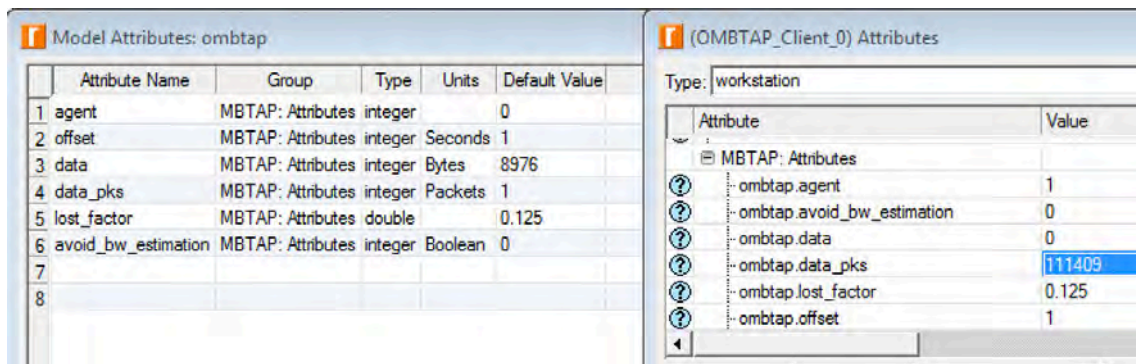 Model Attributes: ombtap
Attribute Name Group Type Units Default Value
1 agent MBTAP: Attributes integer 0
2 offset MBTAP: Attributes integer Seconds 1
3 data MBTAP: Attributes integer Bytes 8976
4 data_pks MBTAP: Attributes integer Packets 1
5 lost_factor MBTAP: Attributes double 0.125
6 avoid_bw_estimation MBTAP: Attributes integer Boolean 0
7
8
(OMBTAP_Client_0) Attributes
Type: workstation
Attribute Value
MBTAP: Attributes
ombtap.agent 1
ombtap.avoid_bw_estimation 0
ombtap.data 0
ombtap.data_pks 111409
ombtap.lost_factor 0.125
ombtap.offset 1